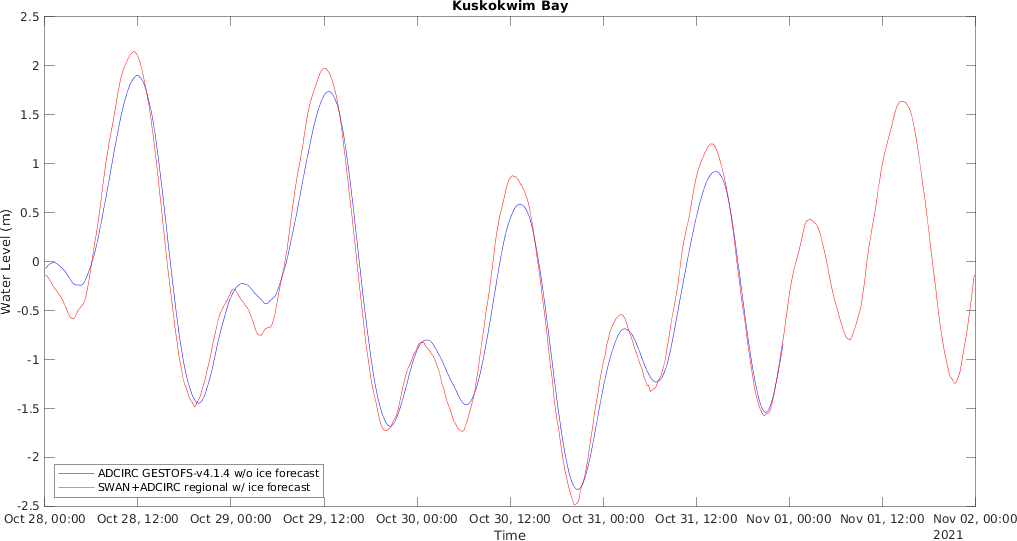 Kuskokwim Bay
2.5
2
1.5
1
0.5
0
-0.5
-1
-1.5
-2
-2.5
Water Level (m)
ADCIRC GESTOFS-v4.1.4 w/o ice forecast
SWAN+ADCIRC regional w/ ice forecast
Oct 28, 00:00 Oct 28, 12:00 Oct 29, 00:00 Oct 29, 12:00 Oct 30, 00:00 Oct 30, 12:00 Oct 31, 00:00 Oct 31, 12:00 Nov 01, 00:00 Nov 01, 12:00 Nov 02, 00:00
Time
2021